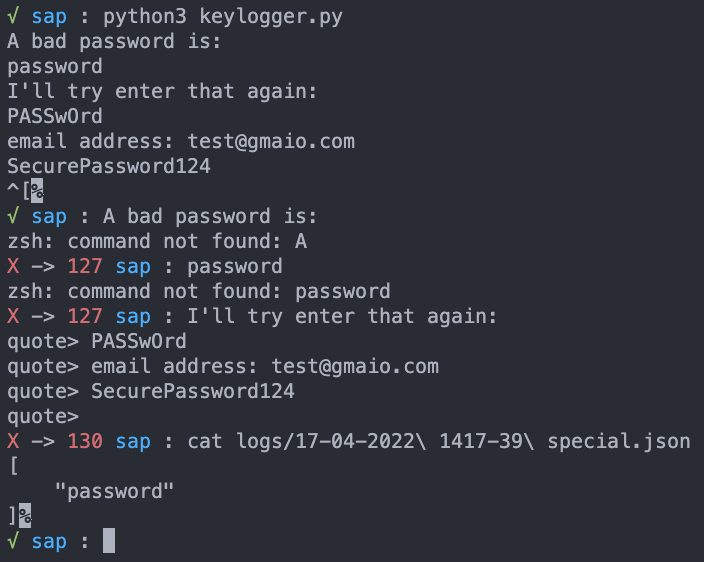 √ sap : python3 keylogger.py
A bad password is:
password
I'll try enter that again:
PASSwOrd
email address: test@gmaio.com
SecurePassword124
^[%
√ sap : A bad password is:
zsh: command not found: A
X -> 127 sap : password
zsh: command not found: password
X -> 127 sap : I'll try enter that again:
quote> PASSwOrd
quote> email address: test@gmaio.com
quote> SecurePassword124
quote>
X -> 130 sap : cat logs/17-04-2022\ 1417-39\ special.json
[
    "password"
]%
√ sap :